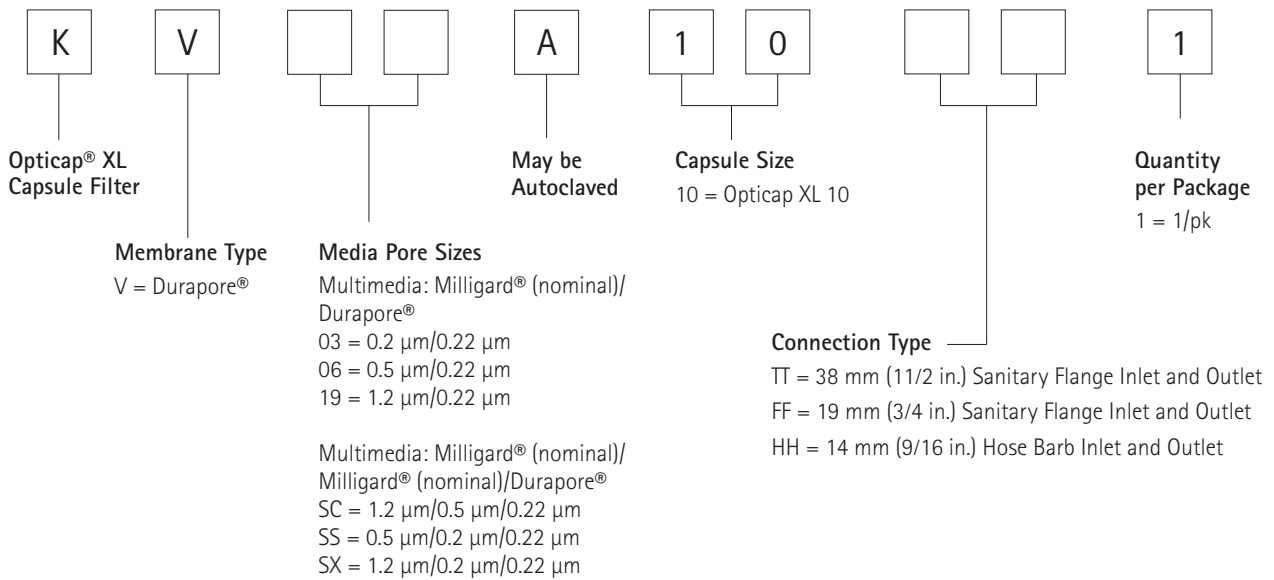 K V A 1 0 1
Opticap® XL
Capsule Filter
May be
Autoclaved
Capsule Size
10 = Opticap XL 10
Quantity
per Package
1 = 1/pk
Membrane Type
V = Durapore®
Media Pore Sizes
Multimedia: Milligard® (nominal)/
Durapore®
03 = 0.2 µm/0.22 µm
06 = 0.5 µm/0.22 µm
19 = 1.2 µm/0.22 µm
Multimedia: Milligard® (nominal)/
Milligard® (nominal)/Durapore®
SC = 1.2 µm/0.5 µm/0.22 µm
SS = 0.5 µm/0.2 µm/0.22 µm
SX = 1.2 µm/0.2 µm/0.22 µm
Connection Type
TT = 38 mm (11/2 in.) Sanitary Flange Inlet and Outlet
FF = 19 mm (3/4 in.) Sanitary Flange Inlet and Outlet
HH = 14 mm (9/16 in.) Hose Barb Inlet and Outlet